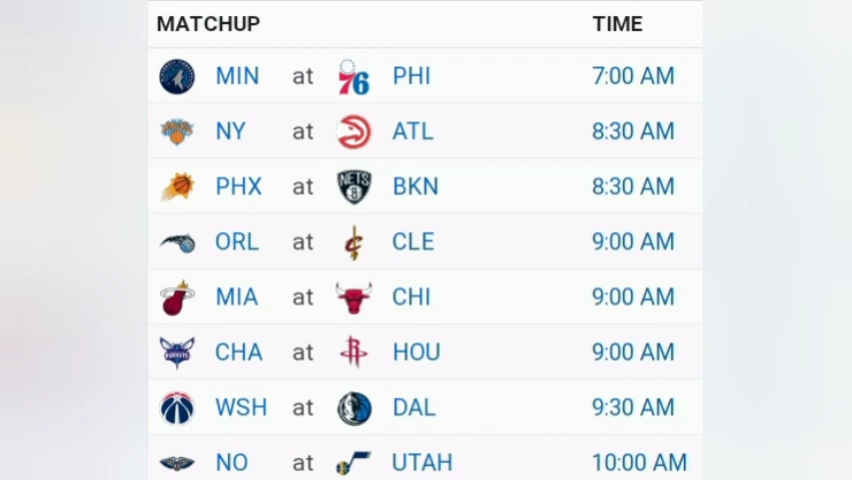 MATCHUP TIME
MIN at 76 PHI 7:00 AM
NY at ATL 8:30 AM
PHX at NETS BKN 8:30 AM
ORL at CLE 9:00 AM
MIA at CHI 9:00 AM
CHA at HOU 9:00 AM
WSH at DAL 9:30 AM
NO at UTAH 10:00 AM